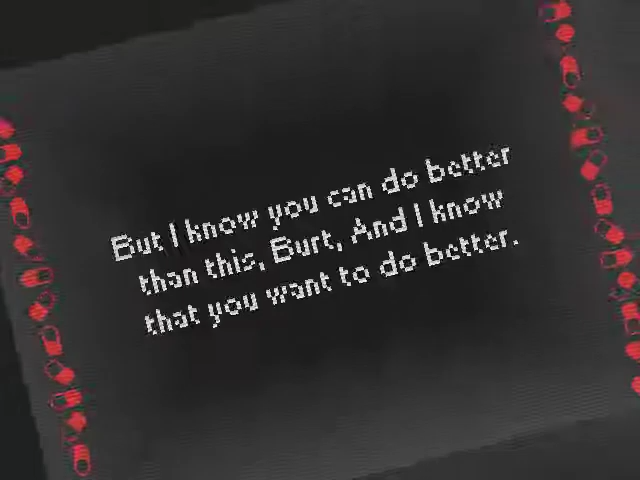 But I know you can do better
than this, Burt, And I know
that you want to do better.